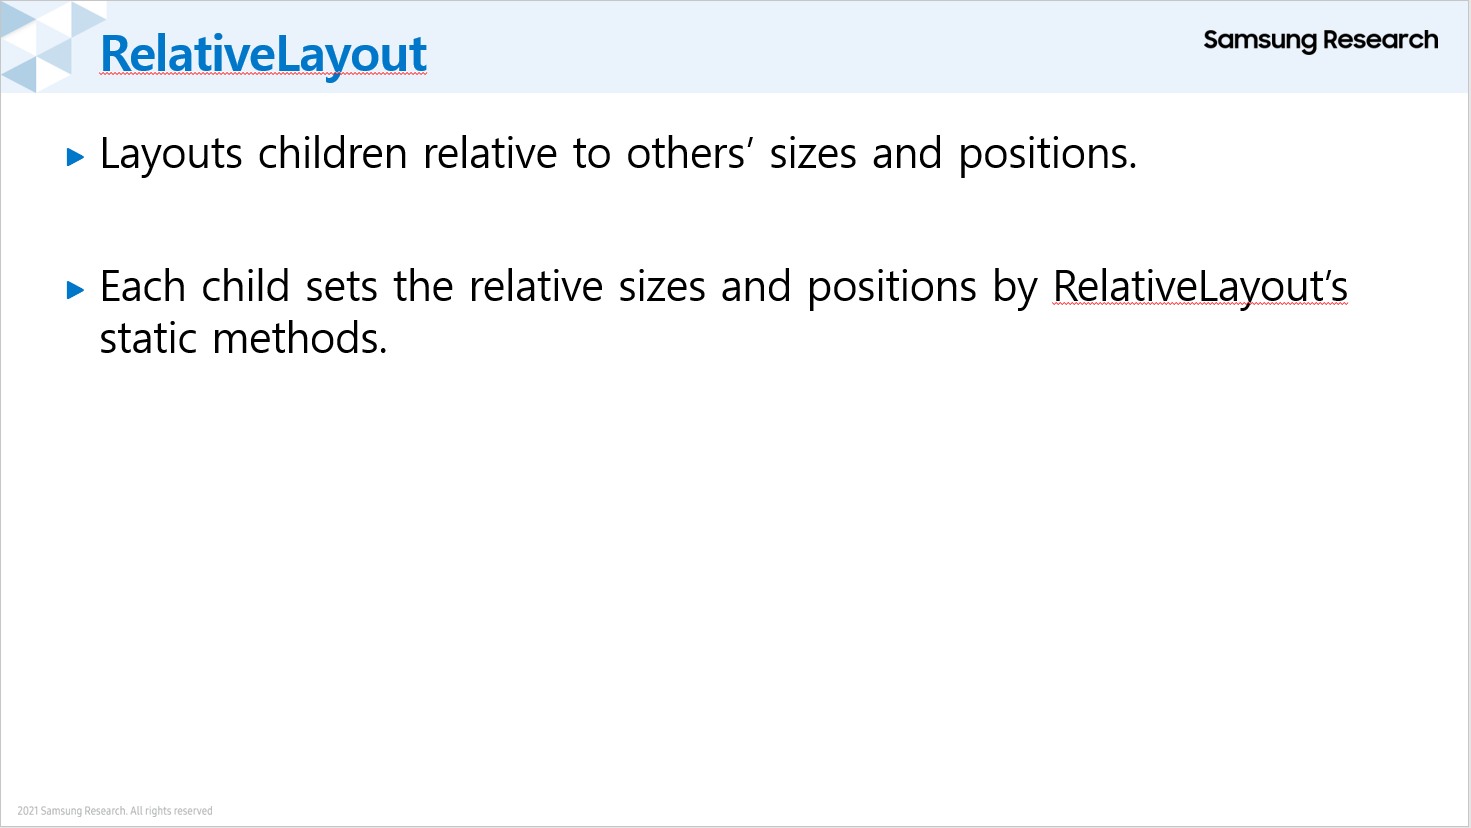 RelativeLayout
Samsung Research
Layouts children relative to others’ sizes and positions.
Each child sets the relative sizes and positions by RelativeLayout’s
static methods.
2021 Samsung Research. All rights reserved